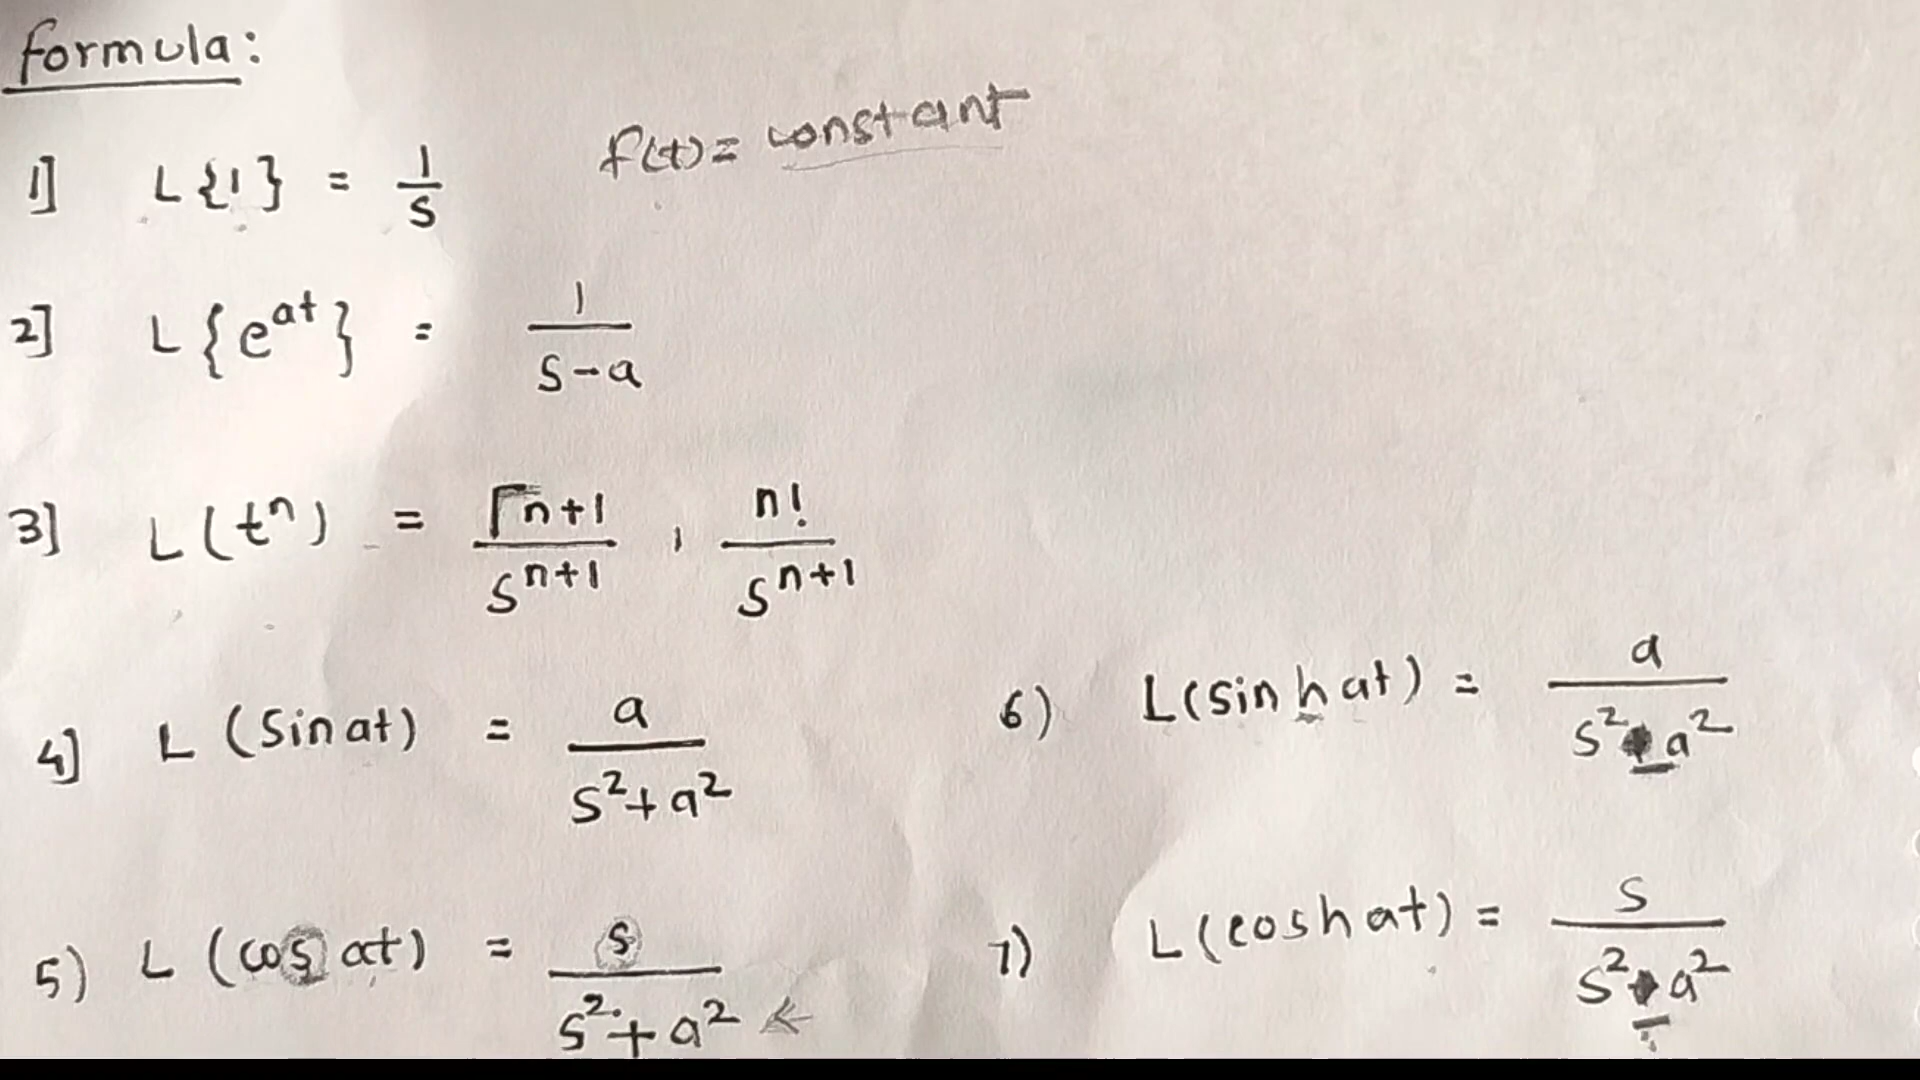 formula:
f(t) = constant
1] L{1} = 1/s
2] L{e^at} = 1/s-a
3] L(t^n) = Γn+1/s^n+1 , n!/s^n+1
4] L (Sin at) = a/s²+a²
5) L (cos at) = s/s²+a² ←
6) L(sin h at) = a/s² a²
7) L(cosh at) = s/s² a²